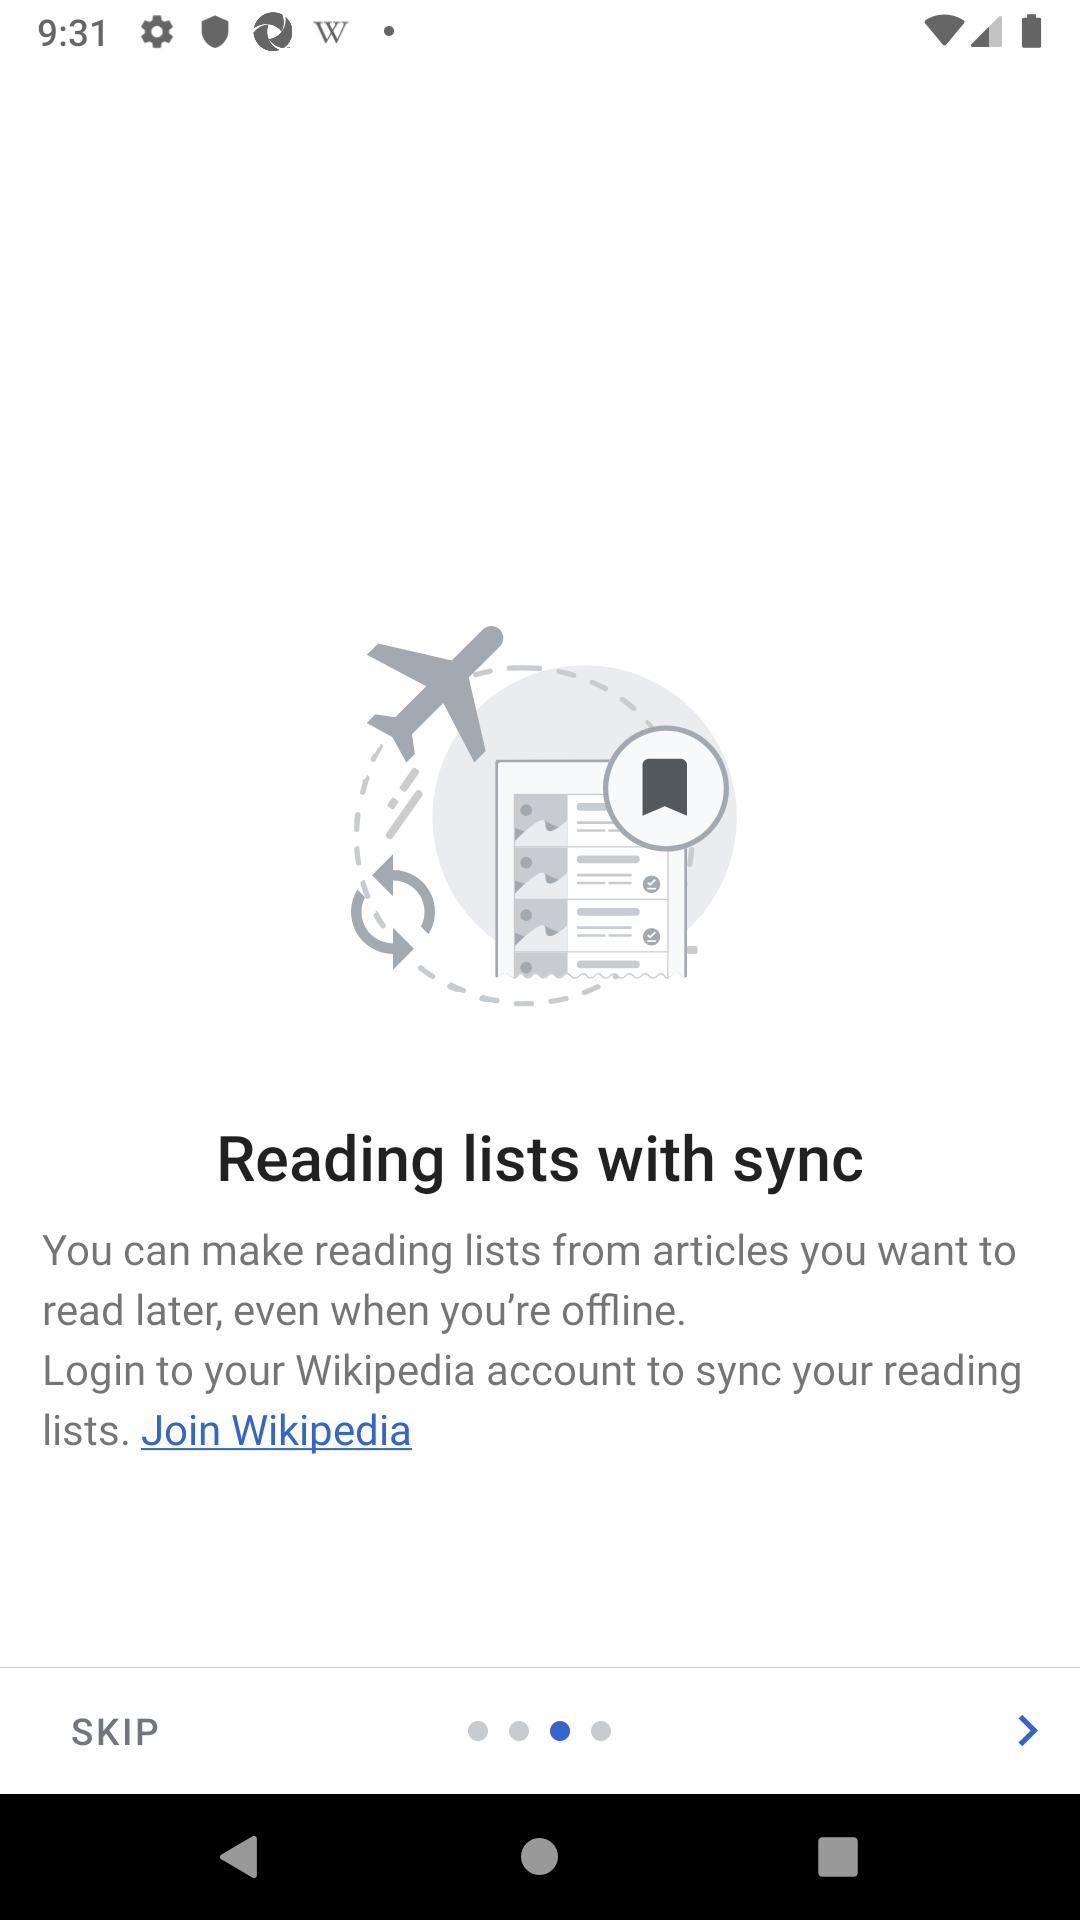 9:31
W
Reading lists with sync
You can make reading lists from articles you want to
read later, even when you’re offline.
Login to your Wikipedia account to sync your reading
lists. Join Wikipedia
SKIP